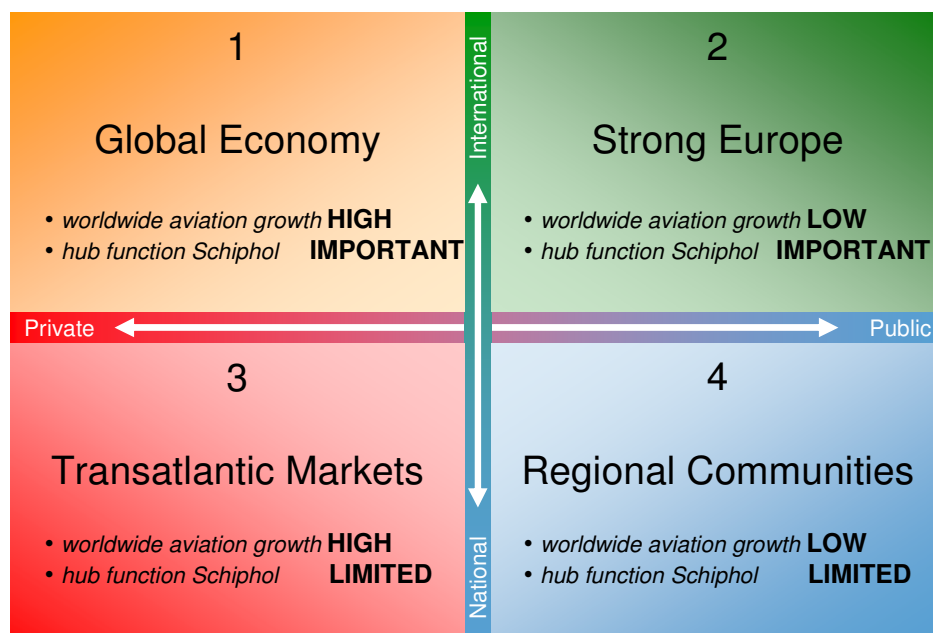 1
Global Economy
• worldwide aviation growth HIGH
• hub function Schiphol IMPORTANT
International
2
Strong Europe
• worldwide aviation growth LOW
• hub function Schiphol IMPORTANT
Private
Public
3
Transatlantic Markets
• worldwide aviation growth HIGH
• hub function Schiphol LIMITED
National
4
Regional Communities
• worldwide aviation growth LOW
• hub function Schiphol LIMITED